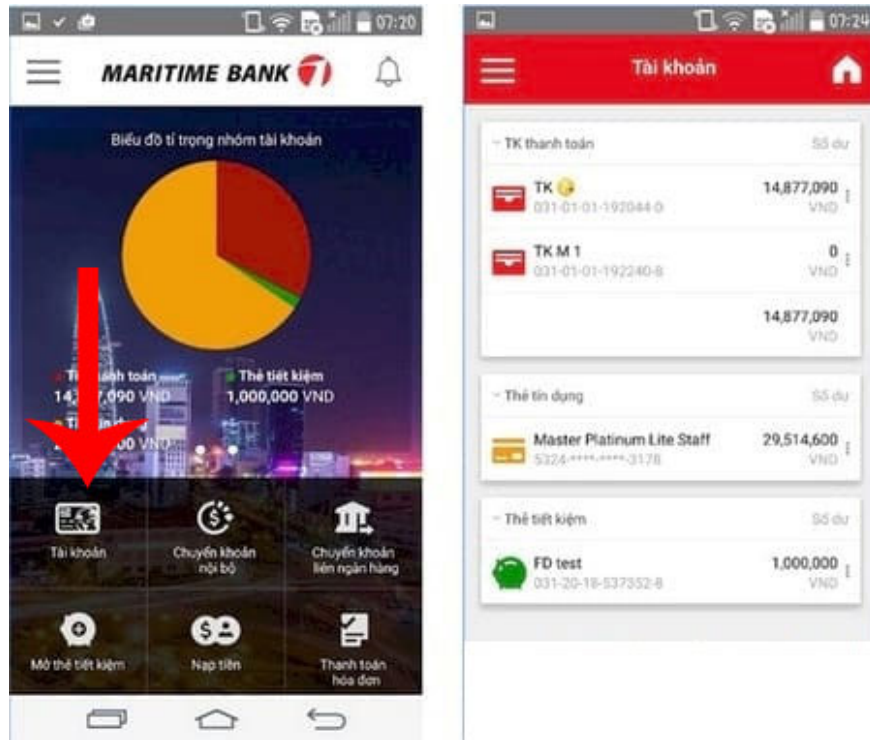 07:20
MARITIME BANK
Biểu đồ tỉ trọng nhóm tài khoản
Thẻ tiết kiệm
1,000,000 VND
Tài khoản
Chuyển khoản
nội bộ
Chuyển khoản
liên ngân hàng
Mở thẻ tiết kiệm
Nạp tiền
Thanh toán
hóa đơn
07:24
Tài khoản
TK thanh toán Số dư
TK 14,877,090
031-01-01-192044-0 VND
TK M 1 0
031-01-01-192240-8 VND
14,877,090
VND
Thẻ tín dụng Số dư
Master Platinum Lite Staff 29,514,600
5324-****-****-3178 VND
Thẻ tiết kiệm Số dư
FD test 1,000,000
031-20-18-537352-8 VND